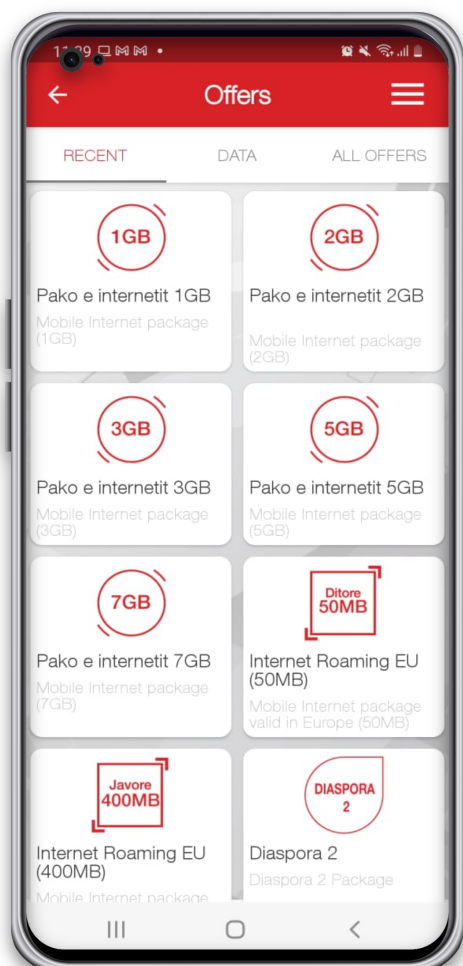 11:39
Offers
RECENT
DATA
ALL OFFERS
1GB
Pako e internetit 1GB
Mobile Internet package
(1GB)
2GB
Pako e internetit 2GB
Mobile Internet package
(2GB)
3GB
Pako e internetit 3GB
Mobile Internet package
(3GB)
5GB
Pako e internetit 5GB
Mobile Internet package
(5GB)
7GB
Pako e internetit 7GB
Mobile Internet package
(7GB)
Ditore
50MB
Internet Roaming EU
(50MB)
Mobile Internet package
valid in Europe (50MB)
Javore
400MB
Internet Roaming EU
(400MB)
Mobile Internet package
DIASPORA
2
Diaspora 2
Diaspora 2 Package